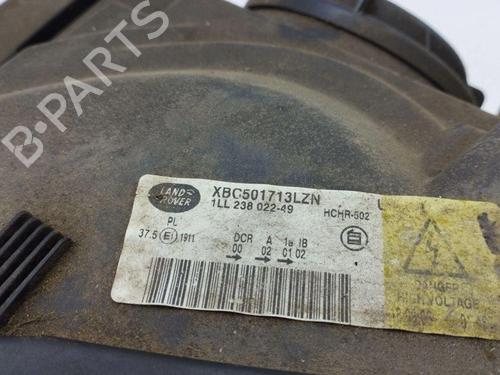 B-PARTS
LAND
ROVER
XBC501713LZN
1LL 238 022-49
HCHR-502
PL
37.5 E1 1911
DCR A 1a IB
00 02 01 02
DANGER
HIGH VOLTAGE